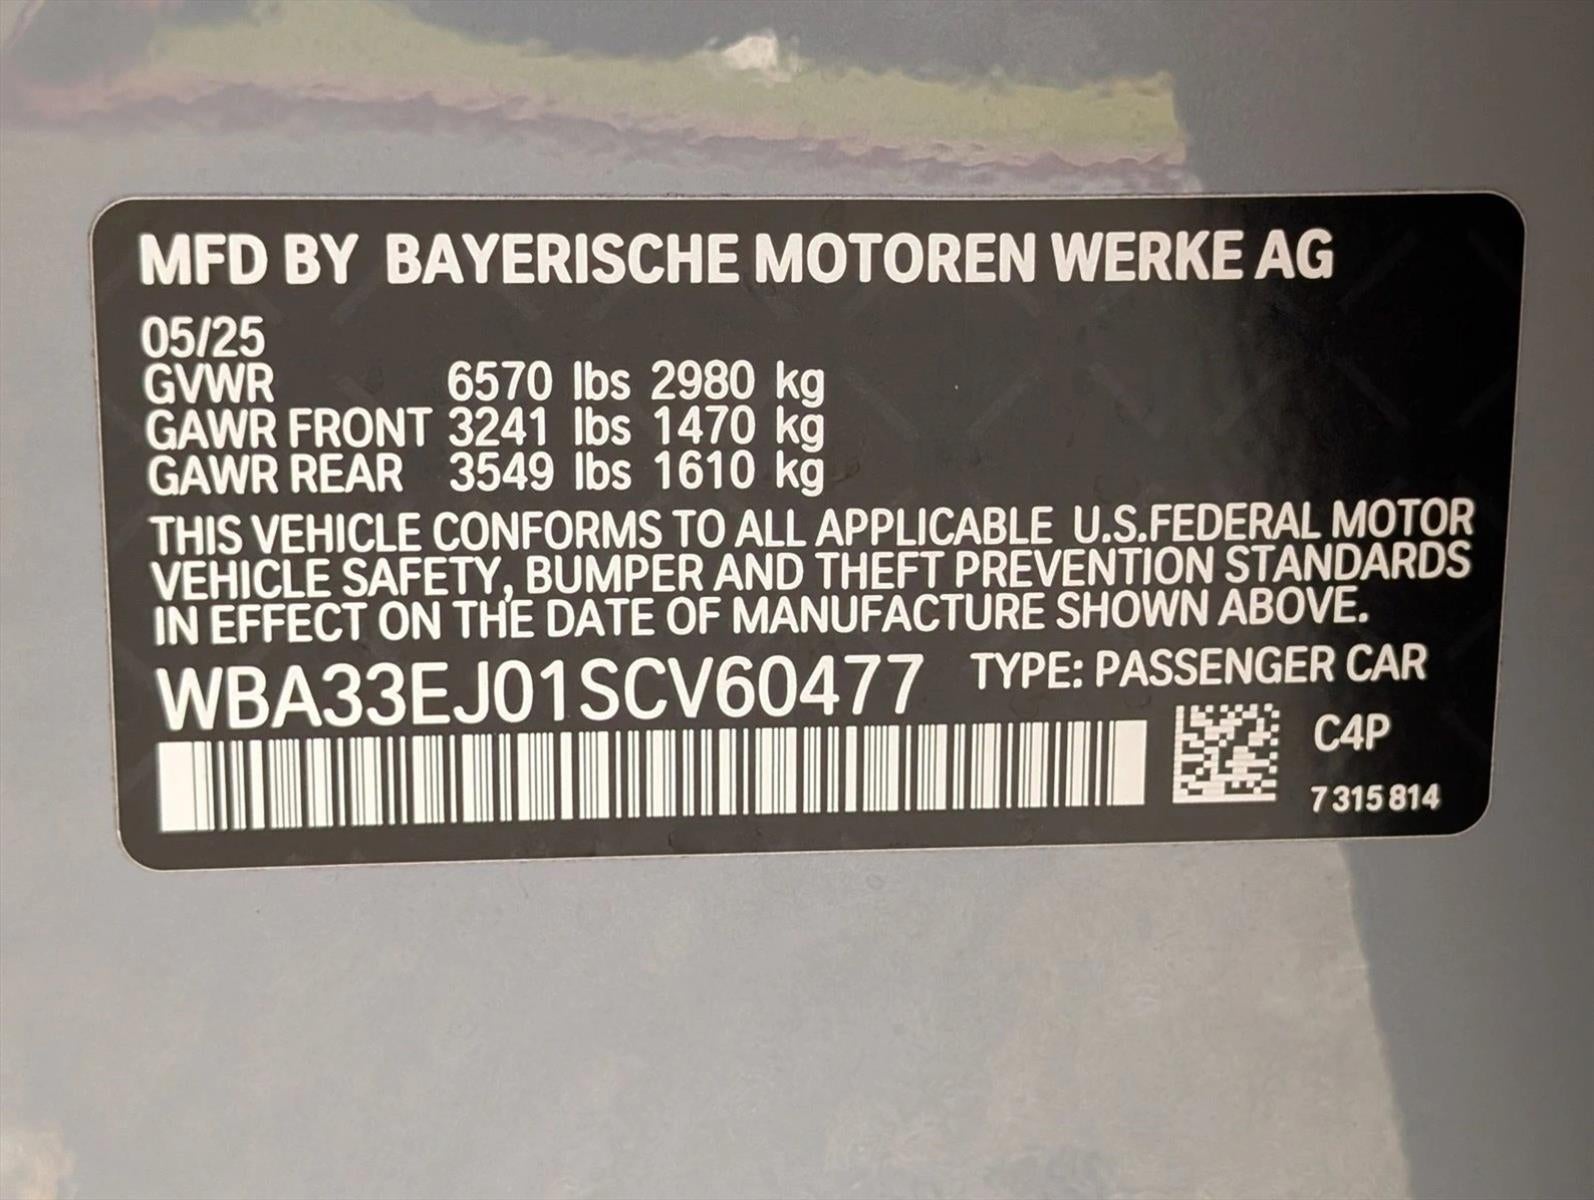 MFD BY BAYERISCHE MOTOREN WERKE AG
05/25
GVWR 6570 lbs 2980 kg
GAWR FRONT 3241 lbs 1470 kg
GAWR REAR 3549 lbs 1610 kg
THIS VEHICLE CONFORMS TO ALL APPLICABLE U.S.FEDERAL MOTOR
VEHICLE SAFETY, BUMPER AND THEFT PREVENTION STANDARDS
IN EFFECT ON THE DATE OF MANUFACTURE SHOWN ABOVE.
WBA33EJ01SCV60477 TYPE: PASSENGER CAR
C4P
7 315 814